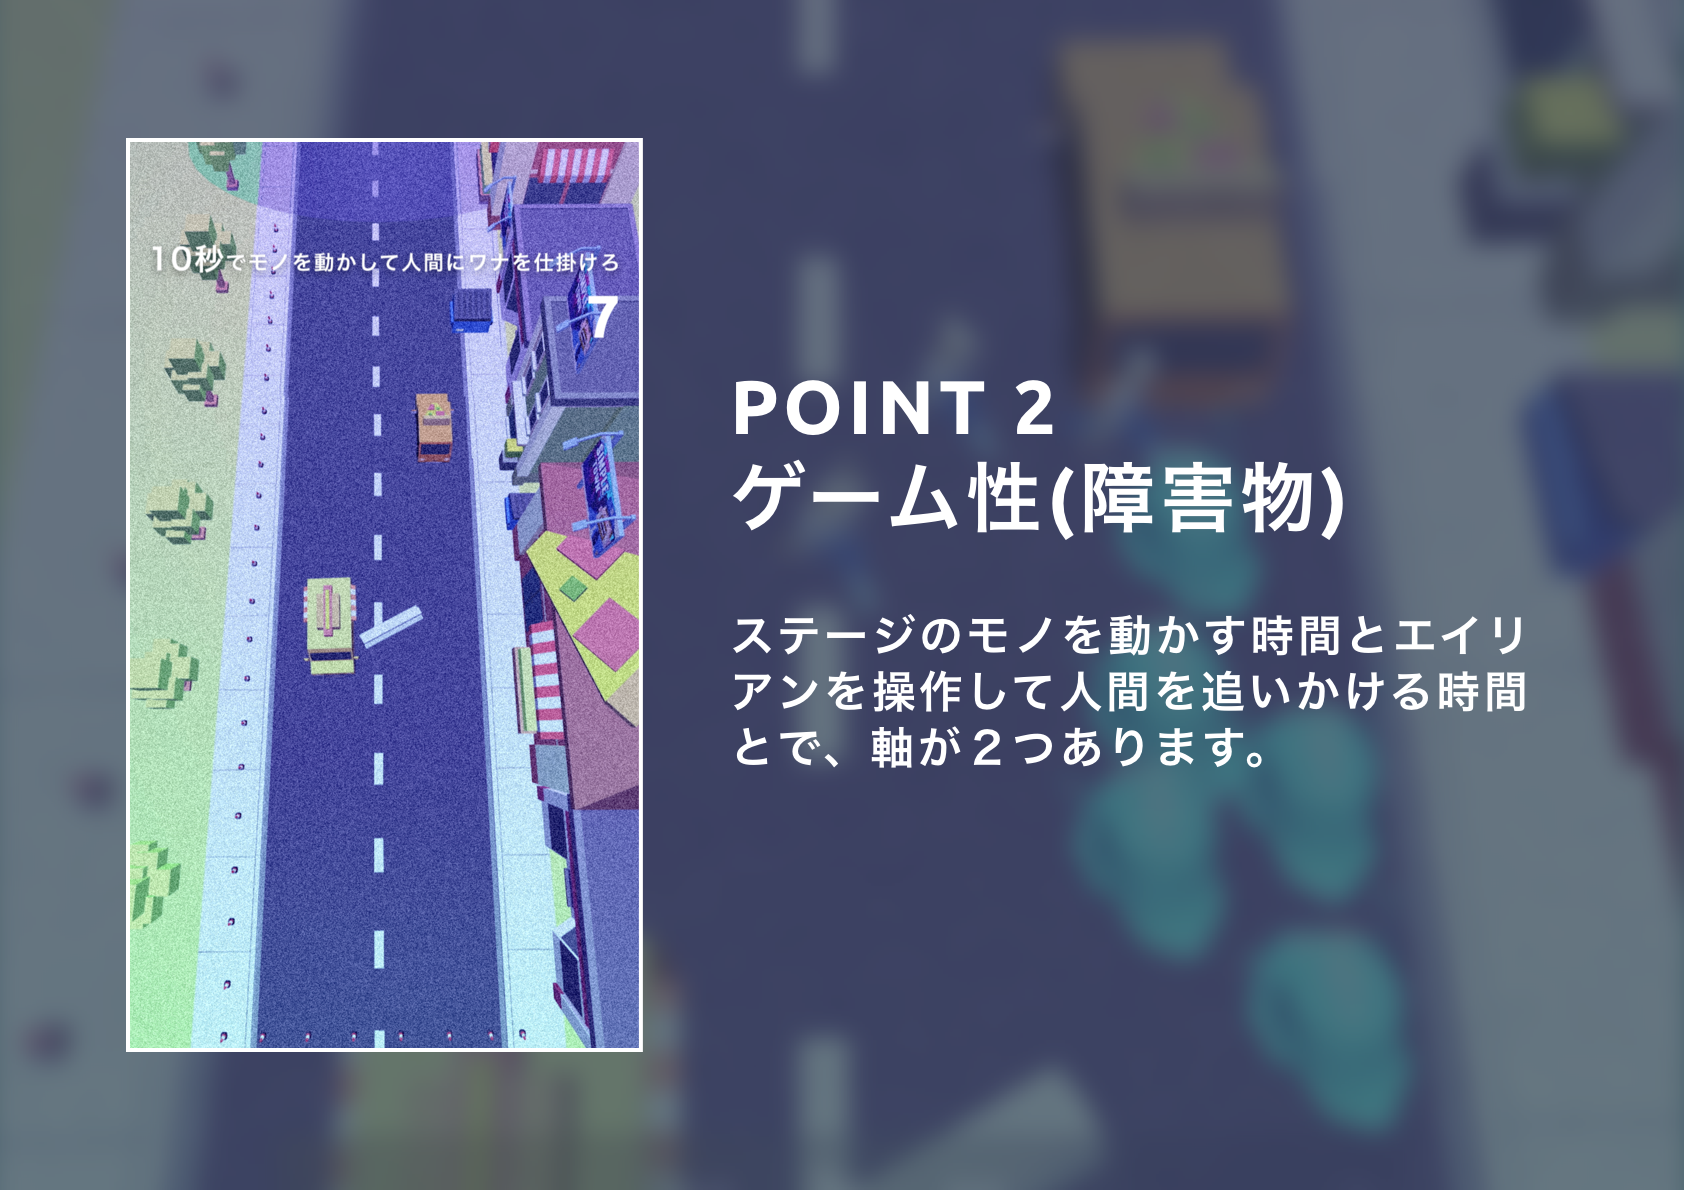 10秒でモノを動かして人間にワナを仕掛けろ
7
POINT 2
ゲーム性(障害物)
ステージのモノを動かす時間とエイリ
アンを操作して人間を追いかける時間
とで、軸が２つあります。